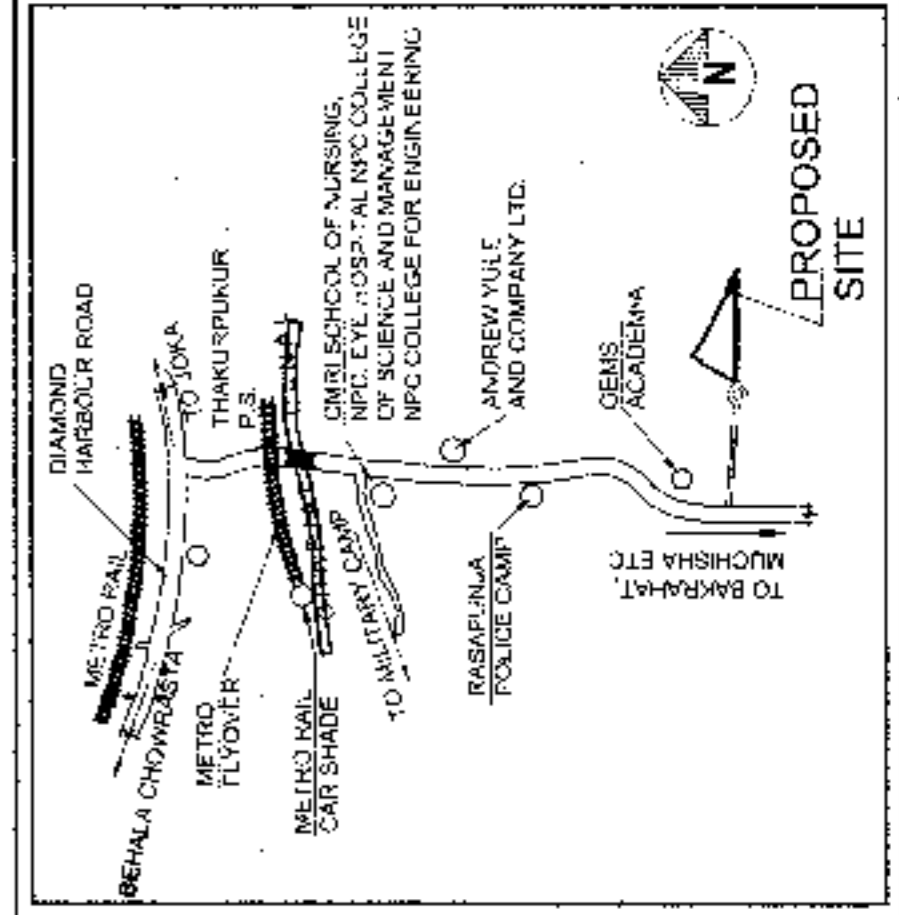 DIAMOND
HARBOUR ROAD
METRO RAIL
TO JOKA
THAKURPUKUR
P.S.
BEHALA CHOWRASTA
METRO
FLYOVER
METRO RAIL
CAR SHADE
CMRI SCHOOL OF NURSING,
NPC. EYE HOSPITAL NPC COLLEGE
OF SCIENCE AND MANAGEMENT
NPC COLLEGE FOR ENGINEERING
TO MILITARY CAMP
ANDREW YULE
AND COMPANY LTD.
RASAPUNJA
POLICE CAMP
GEMS
ACADEMIA
TO BAKRAHAT,
MUCHISHA ETC
N
PROPOSED
SITE